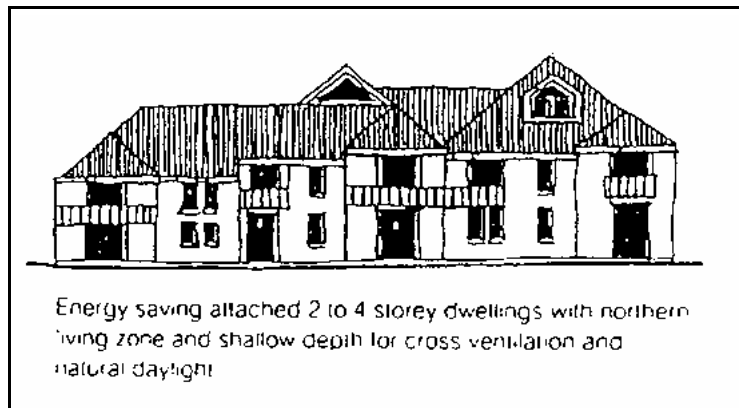 Energy saving attached 2 to 4 storey dwellings with northern
living zone and shallow depth for cross ventilation and
natural daylight